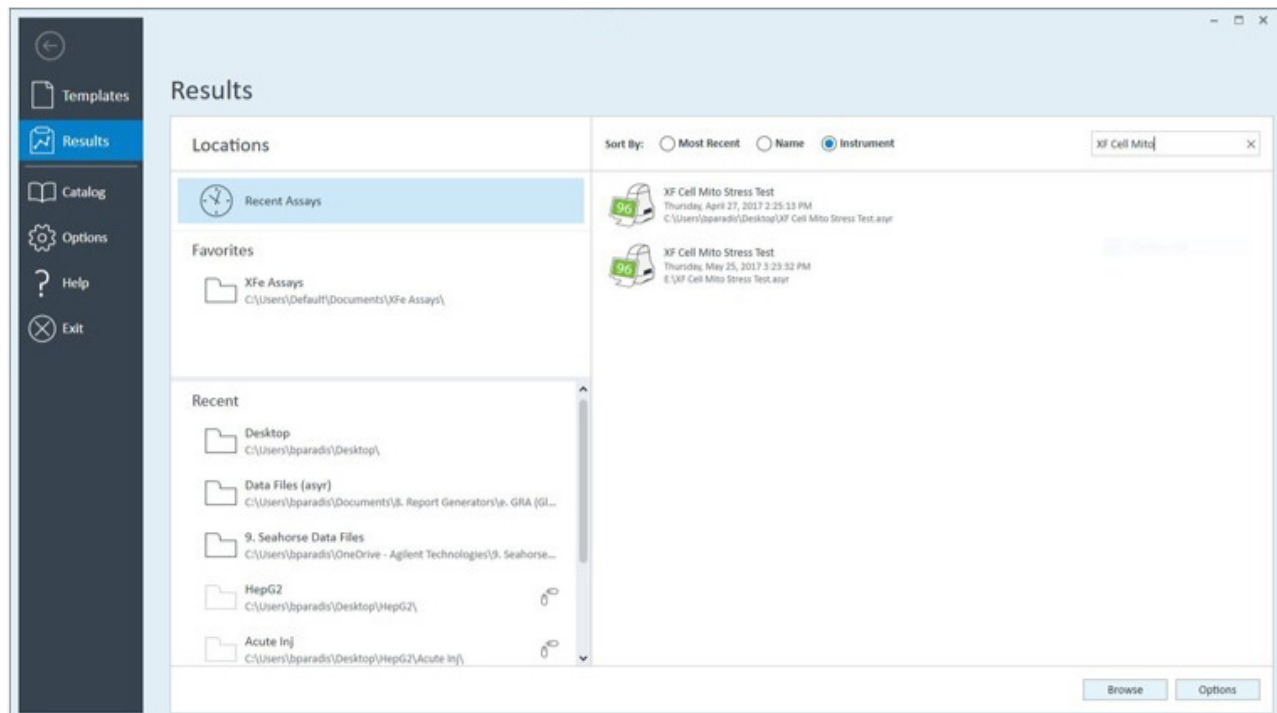 Templates
Results
Catalog
Options
Help
Exit
Results
Locations
Recent Assays
Favorites
XFe Assays
C:\Users\Default\Documents\XFe Assays\
Recent
Desktop
C:\Users\bparadis\Desktop\
Data Files (asyr)
C:\Users\bparadis\Documents\8. Report Generators\e. GRA (Gl...
9. Seahorse Data Files
C:\Users\bparadis\OneDrive - Agilent Technologies\9. Seahorse...
HepG2
C:\Users\bparadis\Desktop\HepG2\
Acute Inj
C:\Users\bparadis\Desktop\HepG2\Acute Inj\
Sort By: Most Recent Name Instrument
XF Cell Mito
96
XF Cell Mito Stress Test
Thursday, April 27, 2017 2:25:13 PM
C:\Users\bparadis\Desktop\XF Cell Mito Stress Test.asyr
96
XF Cell Mito Stress Test
Thursday, May 25, 2017 3:23:32 PM
E:\XF Cell Mito Stress Test.asyr
Browse Options